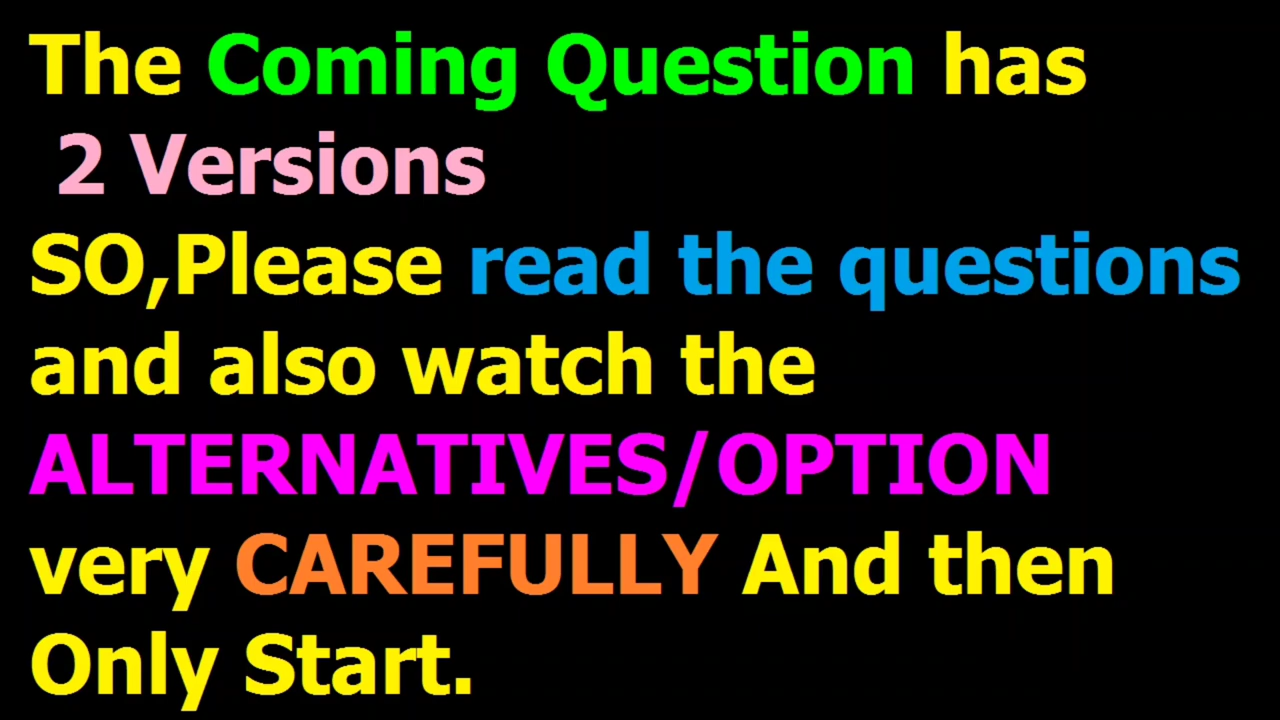 The Coming Question has
2 Versions
SO,Please read the questions
and also watch the
ALTERNATIVES/OPTION
very CAREFULLY And then
Only Start.